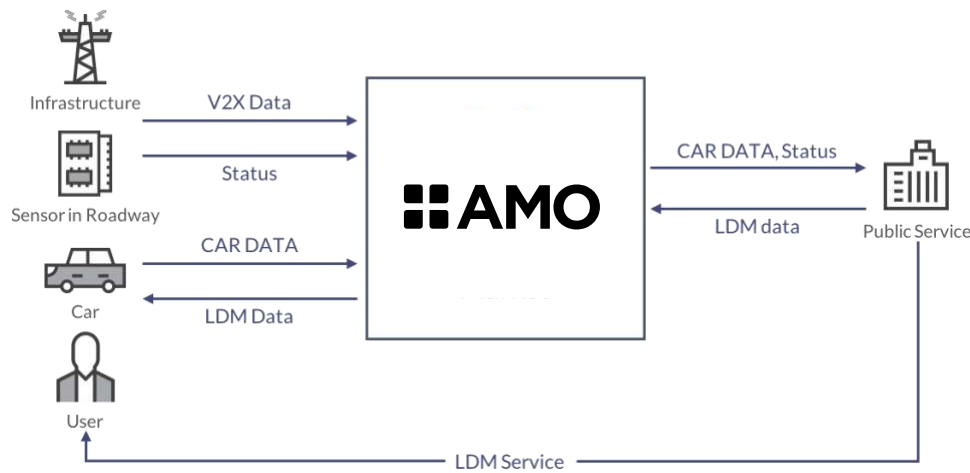 Infrastructure
V2X Data
Status
Sensor in Roadway
CAR DATA
LDM Data
Car
User
AMO
CAR DATA, Status
LDM data
Public Service
LDM Service